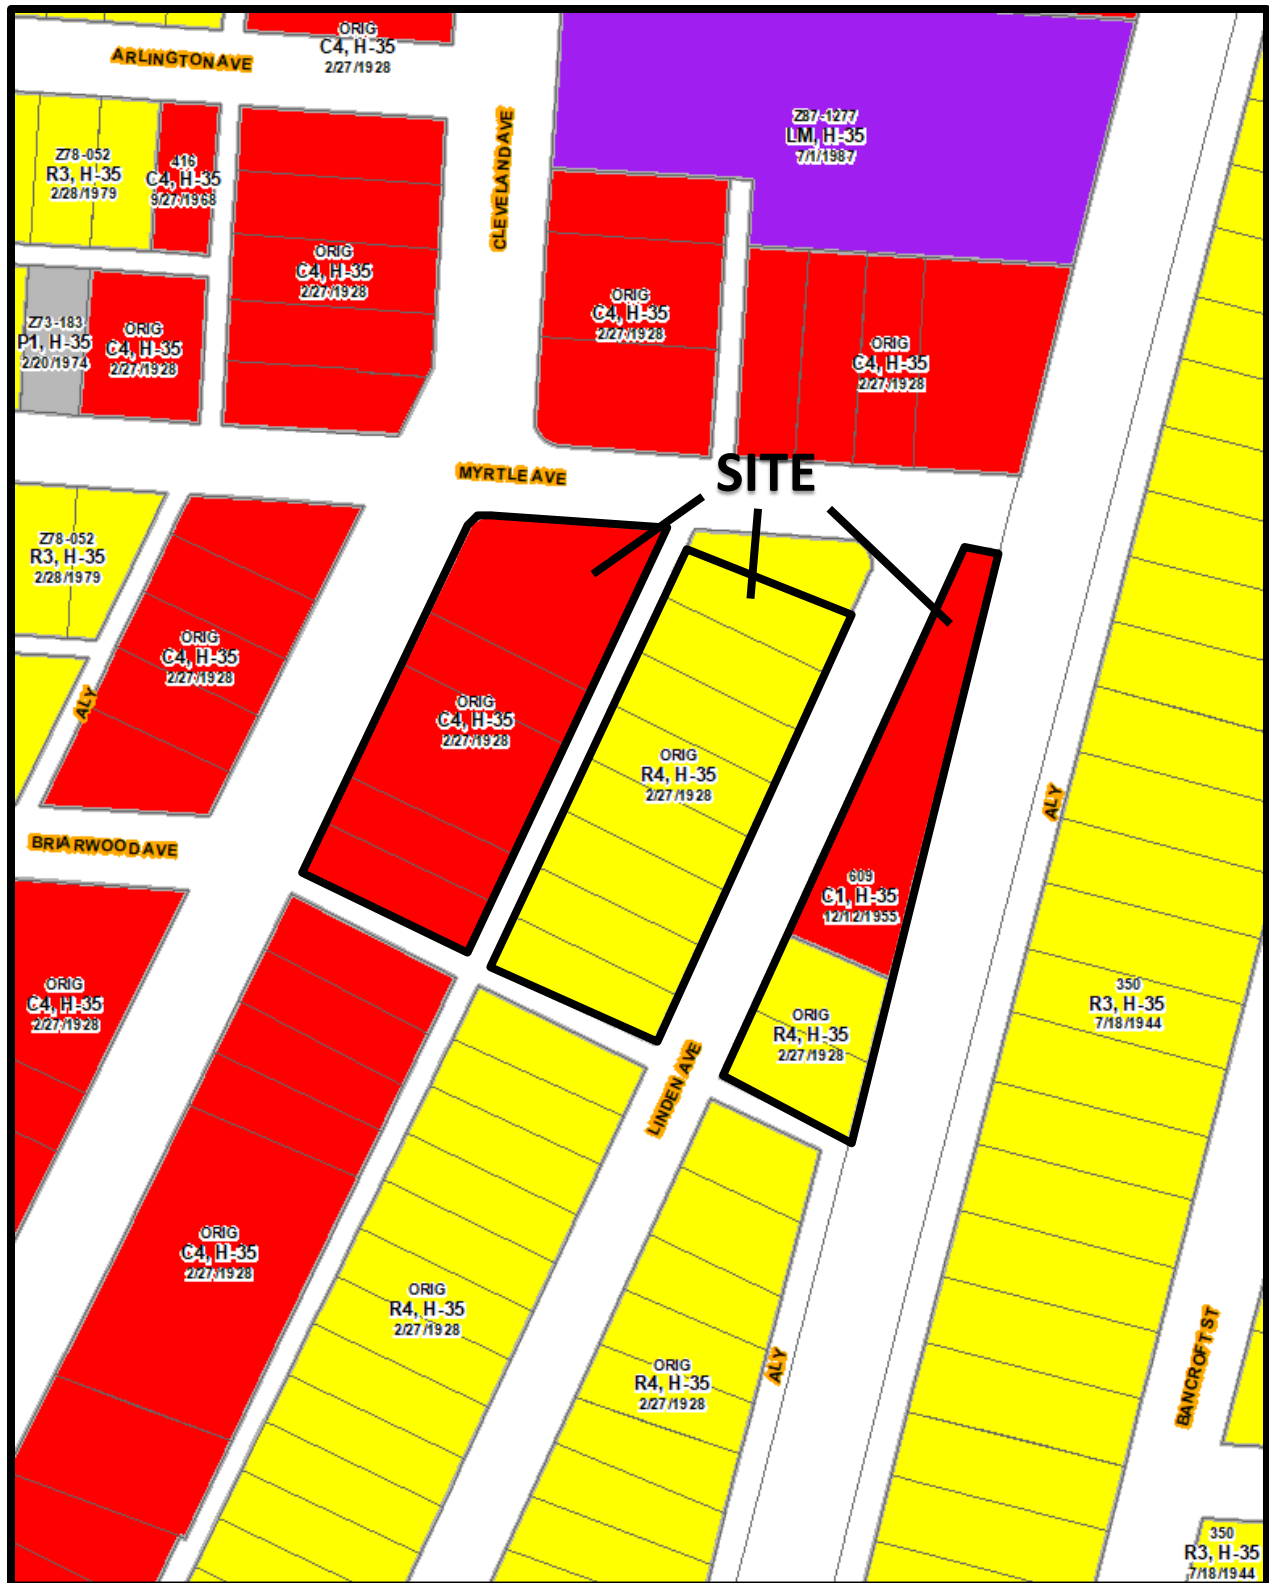 ORIG
C4, H-35
2/27/1928
ARLINGTON AVE
CLEVELAND AVE
Z87-1277
LM, H-35
7/1/1987
Z78-052
R3, H-35
2/28/1979
416
C4, H-35
9/27/1968
ORIG
C4, H-35
2/27/1928
Z73-183
P1, H-35
2/20/1974
ORIG
C4, H-35
2/27/1928
ORIG
C4, H-35
2/27/1928
ORIG
C4, H-35
2/27/1928
MYRTLE AVE
SITE
Z78-052
R3, H-35
2/28/1979
ORIG
C4, H-35
2/27/1928
ALY
ORIG
C4, H-35
2/27/1928
ORIG
R4, H-35
2/27/1928
ALY
BRIARWOOD AVE
609
C1, H-35
12/12/1955
ORIG
C4, H-35
2/27/1928
ORIG
R4, H-35
2/27/1928
350
R3, H-35
7/18/1944
LINDEN AVE
ORIG
C4, H-35
2/27/1928
ORIG
R4, H-35
2/27/1928
ORIG
R4, H-35
2/27/1928
ALY
BANCROFT ST
350
R3, H-35
7/18/1944